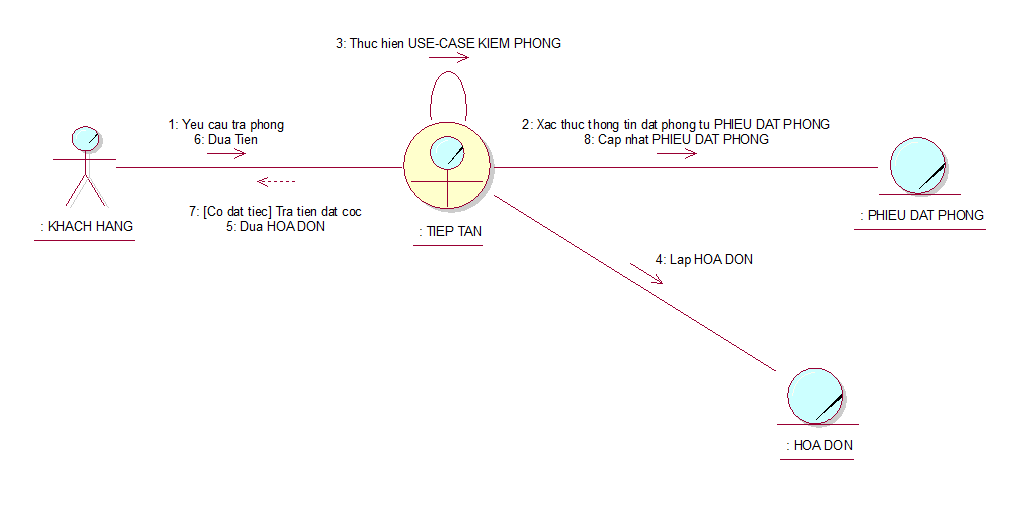 3: Thuc hien USE-CASE KIEM PHONG
1: Yeu cau tra phong
6: Dua Tien
2: Xac thuc thong tin dat phong tu PHIEU DAT PHONG
8: Cap nhat PHIEU DAT PHONG
7: [Co dat tiec] Tra tien dat coc
5: Dua HOA DON
: KHACH HANG
: TIEP TAN
: PHIEU DAT PHONG
4: Lap HOA DON
: HOA DON